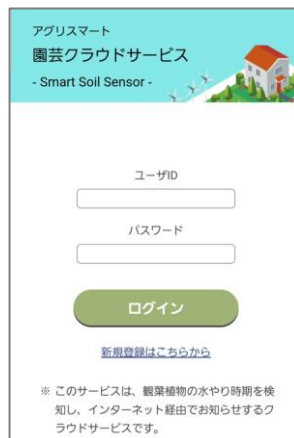 アグリスマート
園芸クラウドサービス
- Smart Soil Sensor -
ユーザID
パスワード
ログイン
新規登録はこちらから
※ このサービスは、観葉植物の水やり時期を検
知し、インターネット経由でお知らせするク
ラウドサービスです。